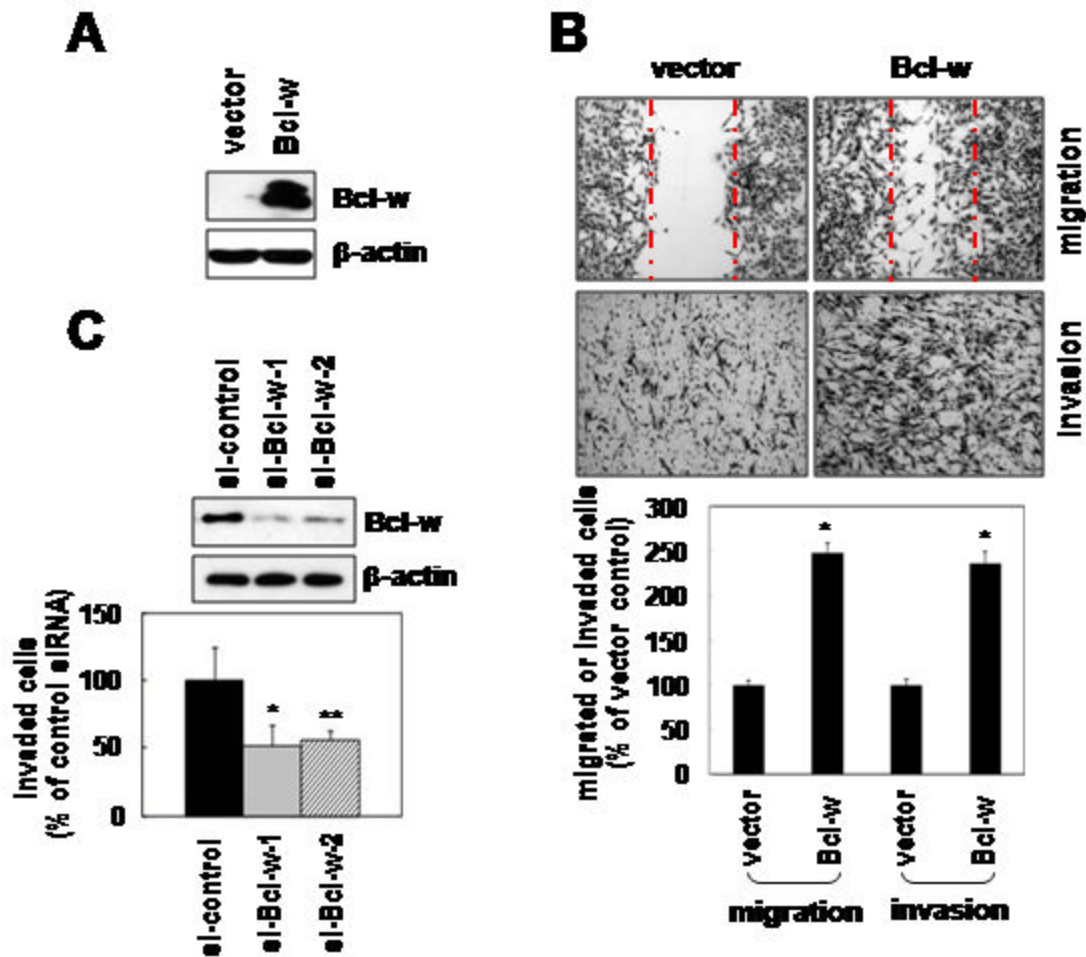 A
vector
Bcl-w
Bcl-w
β-actin
B
vector
Bcl-w
migration
invasion
300
250
200
150
100
50
0
migrated or invaded cells
(% of vector control)
*
*
vector
Bcl-w
vector
Bcl-w
migration
invasion
C
si-control
si-Bcl-w-1
si-Bcl-w-2
Bcl-w
β-actin
150
100
50
0
Invaded cells
(% of control siRNA)
*
**
si-control
si-Bcl-w-1
si-Bcl-w-2